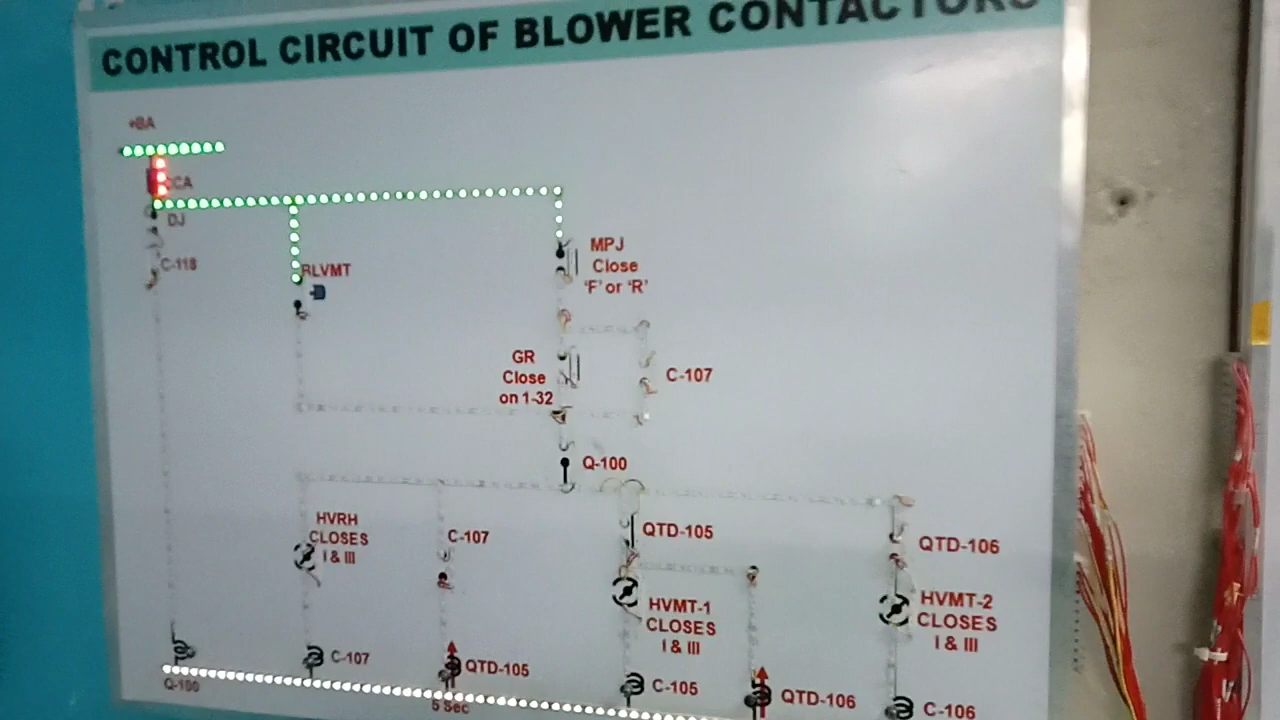 CONTROL CIRCUIT OF BLOWER CONTACTORS
+BA
CCA
DJ
C-118
RLVMT
MPJ
Close
'F' or 'R'
GR
Close
on 1-32
C-107
Q-100
HVRH
CLOSES
I & III
C-107
QTD-105
QTD-106
HVMT-1
CLOSES
I & III
HVMT-2
CLOSES
I & III
Q-100
C-107
QTD-105
5 Sec
C-105
QTD-106
C-106